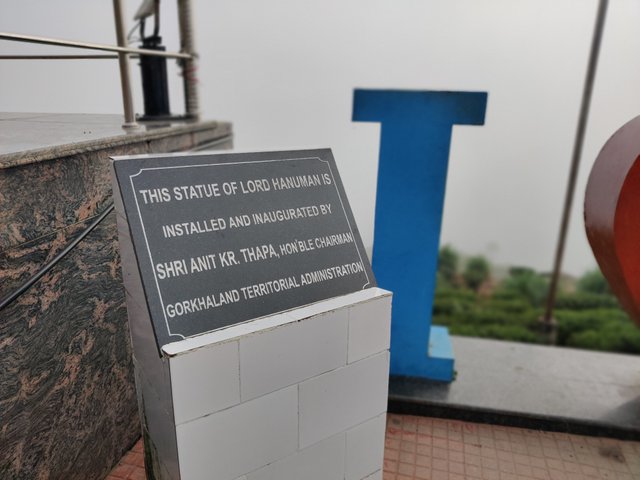 THIS STATUE OF LORD HANUMAN IS
INSTALLED AND INAUGURATED BY
SHRI ANIT KR. THAPA, HON'BLE CHAIRMAN
GORKHALAND TERRITORIAL ADMINISTRATION
I